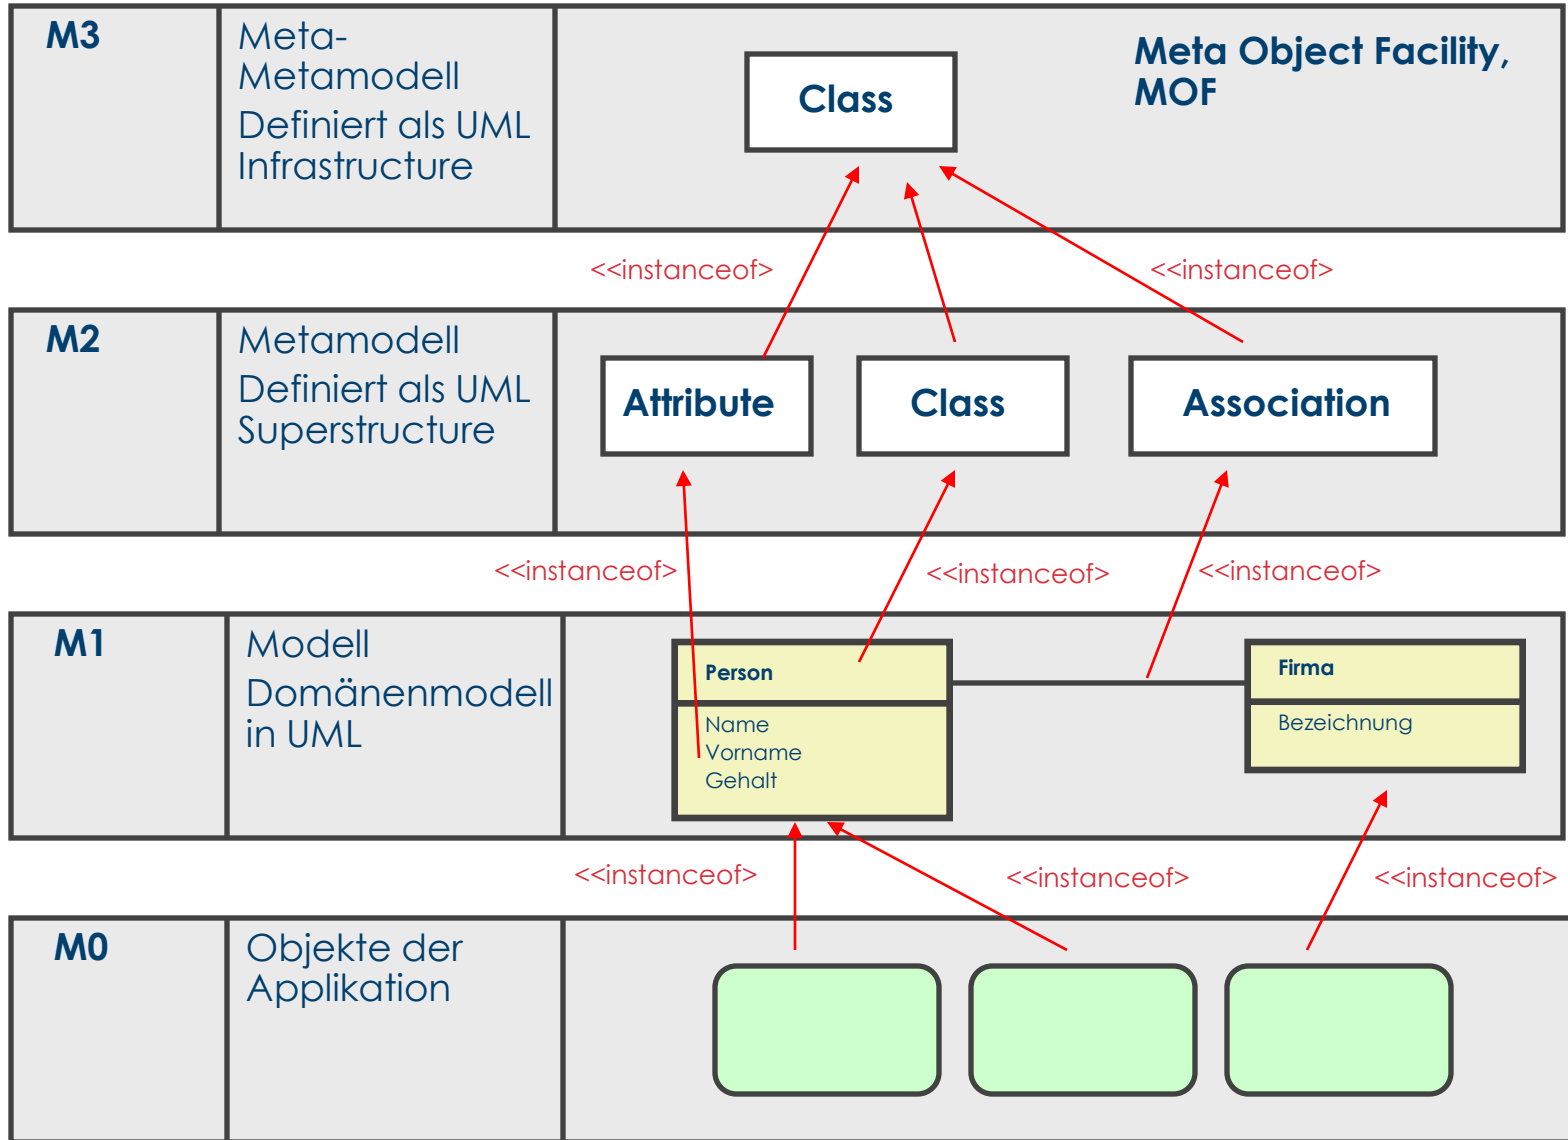 M3
Meta-
Metamodell
Definiert als UML
Infrastructure
Class
Meta Object Facility,
MOF
<<instanceof>
<<instanceof>
M2
Metamodell
Definiert als UML
Superstructure
Attribute
Class
Association
<<instanceof>
<<instanceof>
<<instanceof>
M1
Modell
Domänenmodell
in UML
Person
Name
Vorname
Gehalt
Firma
Bezeichnung
<<instanceof>
<<instanceof>
<<instanceof>
M0
Objekte der
Applikation